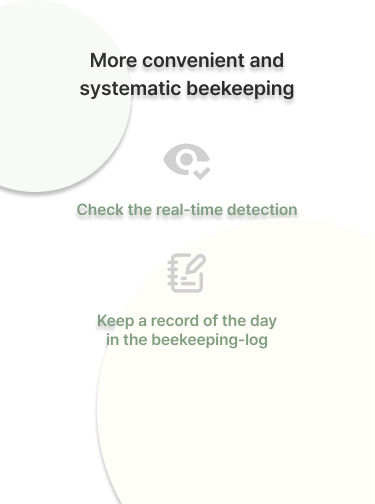 More convenient and
systematic beekeeping
Check the real-time detection
Keep a record of the day
in the beekeeping-log